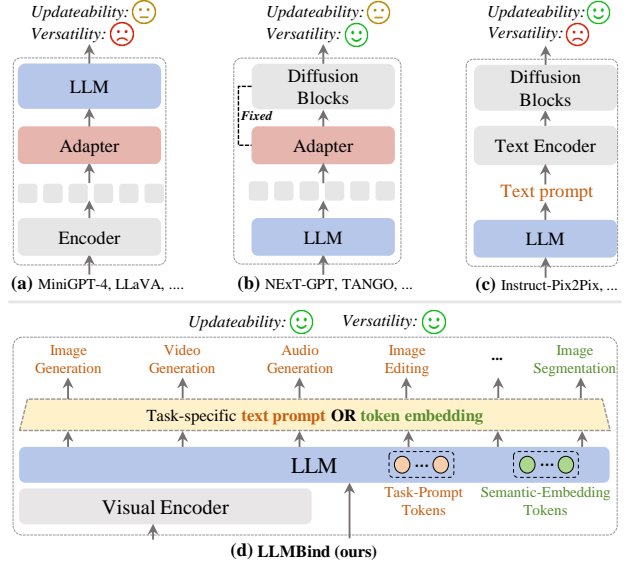 Updateability:
Versatility:
LLM
Adapter
Encoder
(a) MiniGPT-4, LLaVA, ....
Updateability:
Versatility:
Diffusion
Blocks
Fixed
Adapter
LLM
(b) NExT-GPT, TANGO, ...
Updateability:
Versatility:
Diffusion
Blocks
Text Encoder
Text prompt
LLM
(c) Instruct-Pix2Pix, ...
Updateability: Versatility:
Image
Generation
Video
Generation
Audio
Generation
Image
Editing
...
Image
Segmentation
Task-specific text prompt OR token embedding
LLM
...
...
Task-Prompt
Tokens
Semantic-Embedding
Tokens
Visual Encoder
(d) LLMBind (ours)